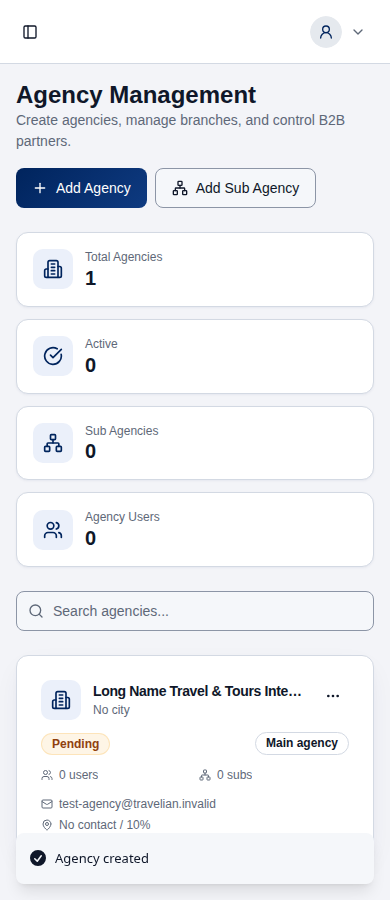 Agency Management
Create agencies, manage branches, and control B2B
partners.
Add Agency
Add Sub Agency
Total Agencies
1
Active
0
Sub Agencies
0
Agency Users
0
Search agencies...
Long Name Travel & Tours Inte...
No city
Pending
Main agency
0 users
0 subs
test-agency@travelian.invalid
No contact / 10%
Agency created